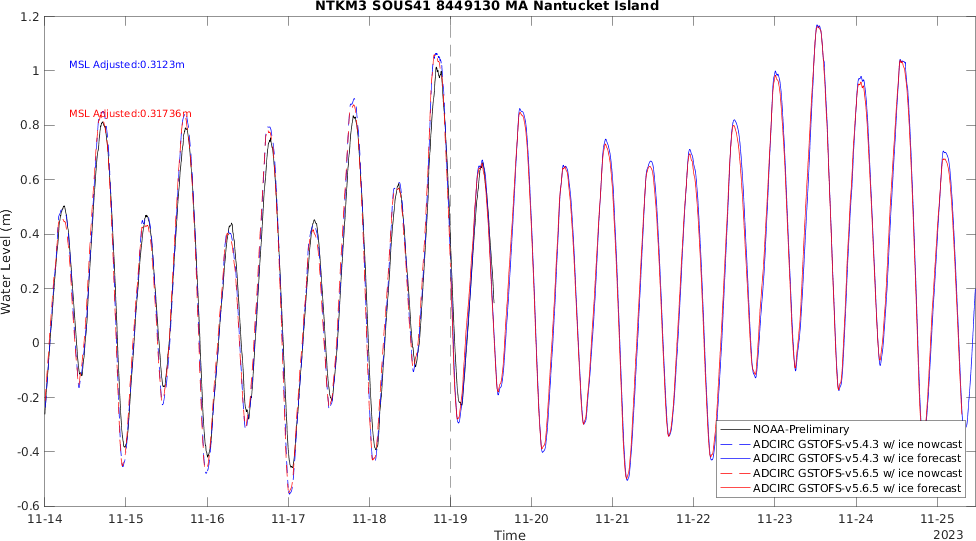 NTKM3 SOUS41 8449130 MA Nantucket Island
MSL Adjusted:0.3123m
MSL Adjusted:0.31736m
Water Level (m)
1.2
1
0.8
0.6
0.4
0.2
0
-0.2
-0.4
-0.6
NOAA-Preliminary
ADCIRC GSTOFS-v5.4.3 w/ ice nowcast
ADCIRC GSTOFS-v5.4.3 w/ ice forecast
ADCIRC GSTOFS-v5.6.5 w/ ice nowcast
ADCIRC GSTOFS-v5.6.5 w/ ice forecast
11-14 11-15 11-16 11-17 11-18 11-19 11-20 11-21 11-22 11-23 11-24 11-25
Time
2023